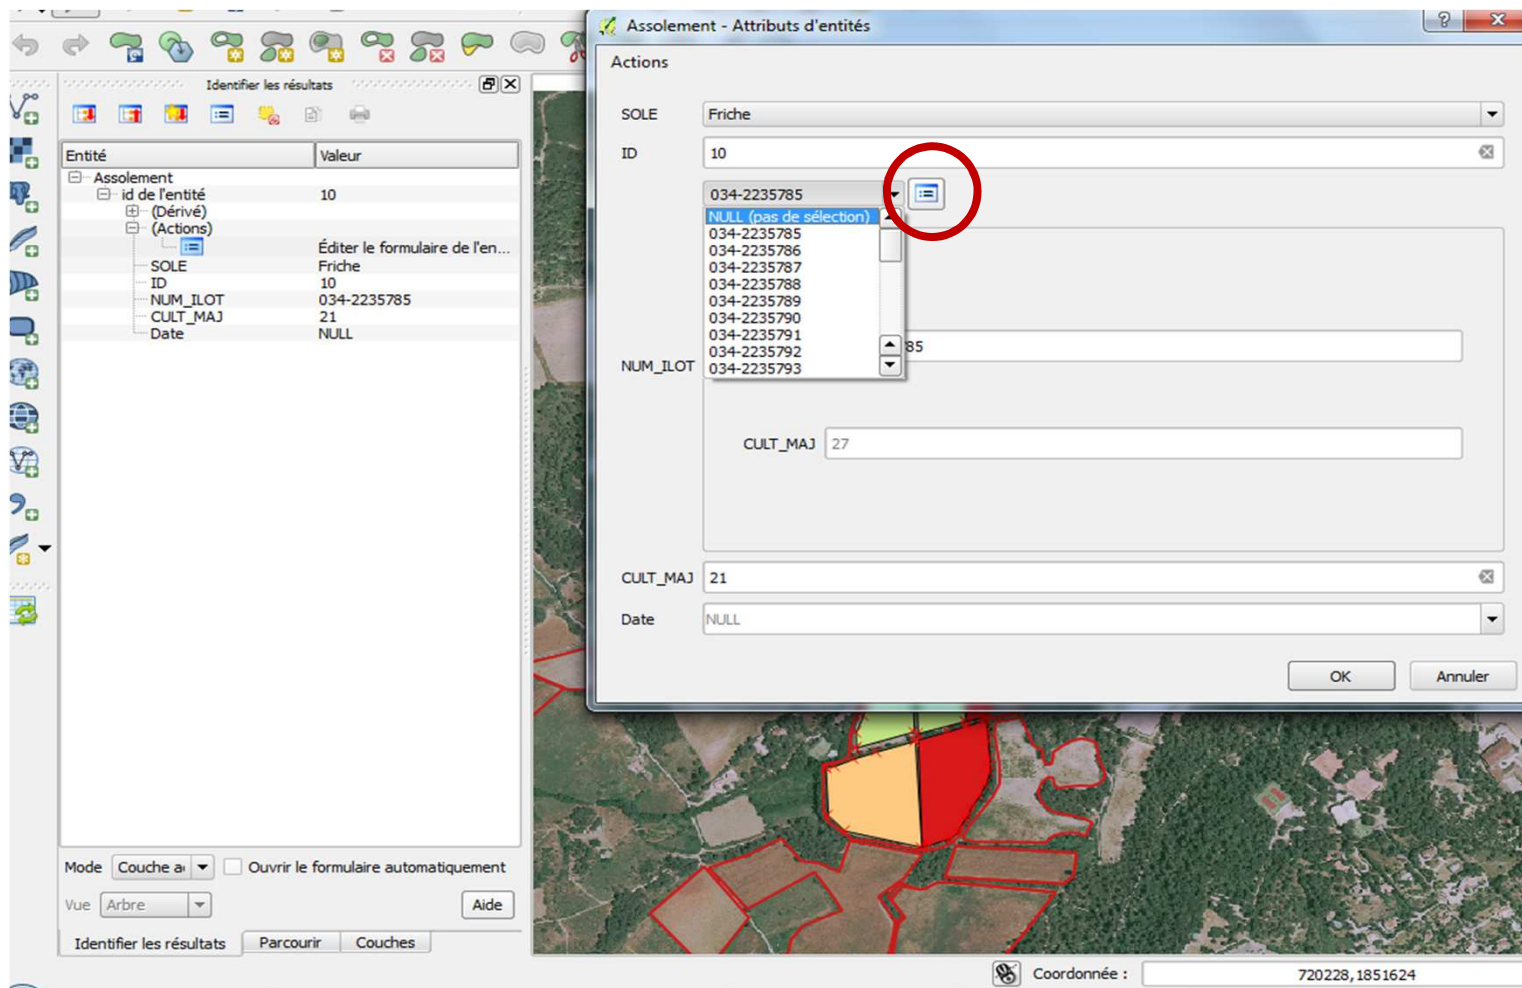 Identifier les résultats
Entité Valeur
Assolement
id de l'entité 10
(Dérivé)
(Actions)
Éditer le formulaire de l'en...
SOLE Friche
ID 10
NUM_ILOT 034-2235785
CULT_MAJ 21
Date NULL
Mode Couche a Ouvrir le formulaire automatiquement
Vue Arbre Aide
Identifier les résultats Parcourir Couches
Assolement - Attributs d'entités
Actions
SOLE Friche
ID 10
034-2235785
NULL (pas de sélection)
034-2235785
034-2235786
034-2235787
034-2235788
034-2235789
034-2235790
034-2235791
034-2235792
034-2235793
NUM_ILOT 85
CULT_MAJ 27
CULT_MAJ 21
Date NULL
OK Annuler
Coordonnée : 720228,1851624